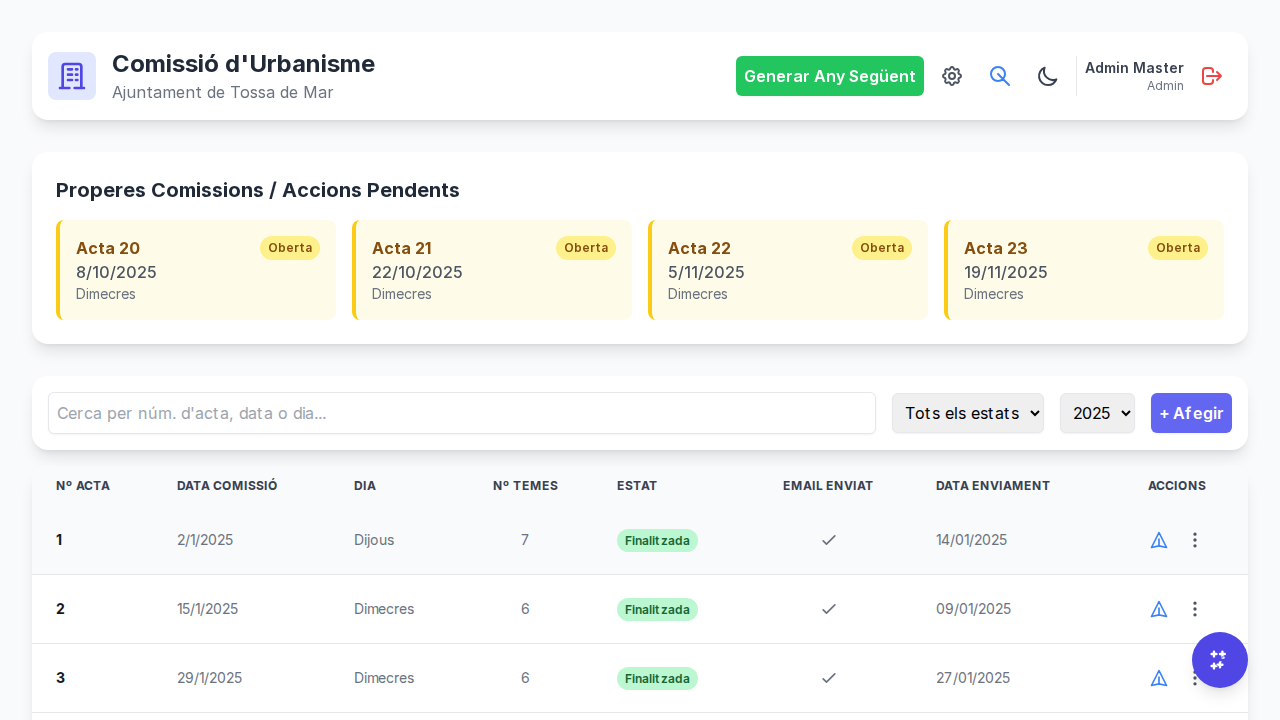 Comissió d'Urbanisme
Ajuntament de Tossa de Mar
Generar Any Següent
Admin Master
Admin
Properes Comissions / Accions Pendents
Acta 20 Oberta
8/10/2025
Dimecres
Acta 21 Oberta
22/10/2025
Dimecres
Acta 22 Oberta
5/11/2025
Dimecres
Acta 23 Oberta
19/11/2025
Dimecres
Cerca per núm. d'acta, data o dia... Tots els estats 2025 + Afegir
Nº ACTA DATA COMISSIÓ DIA Nº TEMES ESTAT EMAIL ENVIAT DATA ENVIAMENT ACCIONS
1 2/1/2025 Dijous 7 Finalitzada 14/01/2025
2 15/1/2025 Dimecres 6 Finalitzada 09/01/2025
3 29/1/2025 Dimecres 6 Finalitzada 27/01/2025